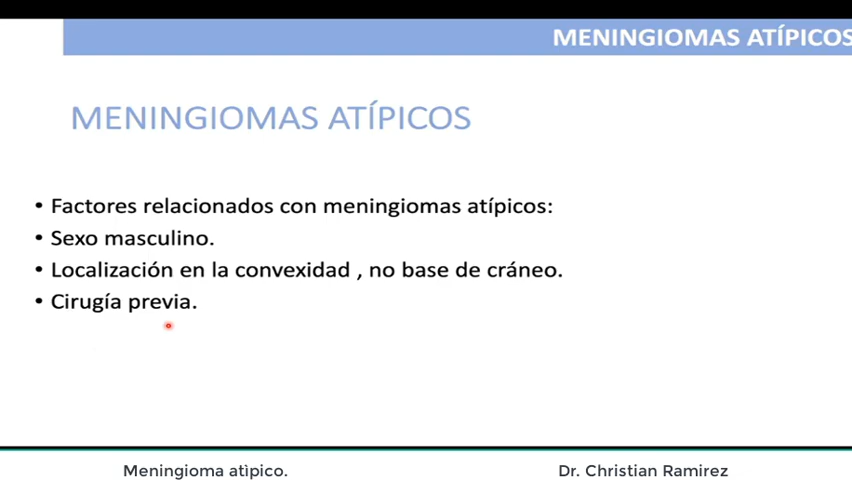 MENINGIOMAS ATÍPICOS
MENINGIOMAS ATÍPICOS
• Factores relacionados con meningiomas atípicos:
• Sexo masculino.
• Localización en la convexidad , no base de cráneo.
• Cirugía previa.
Meningioma atìpico.
Dr. Christian Ramirez